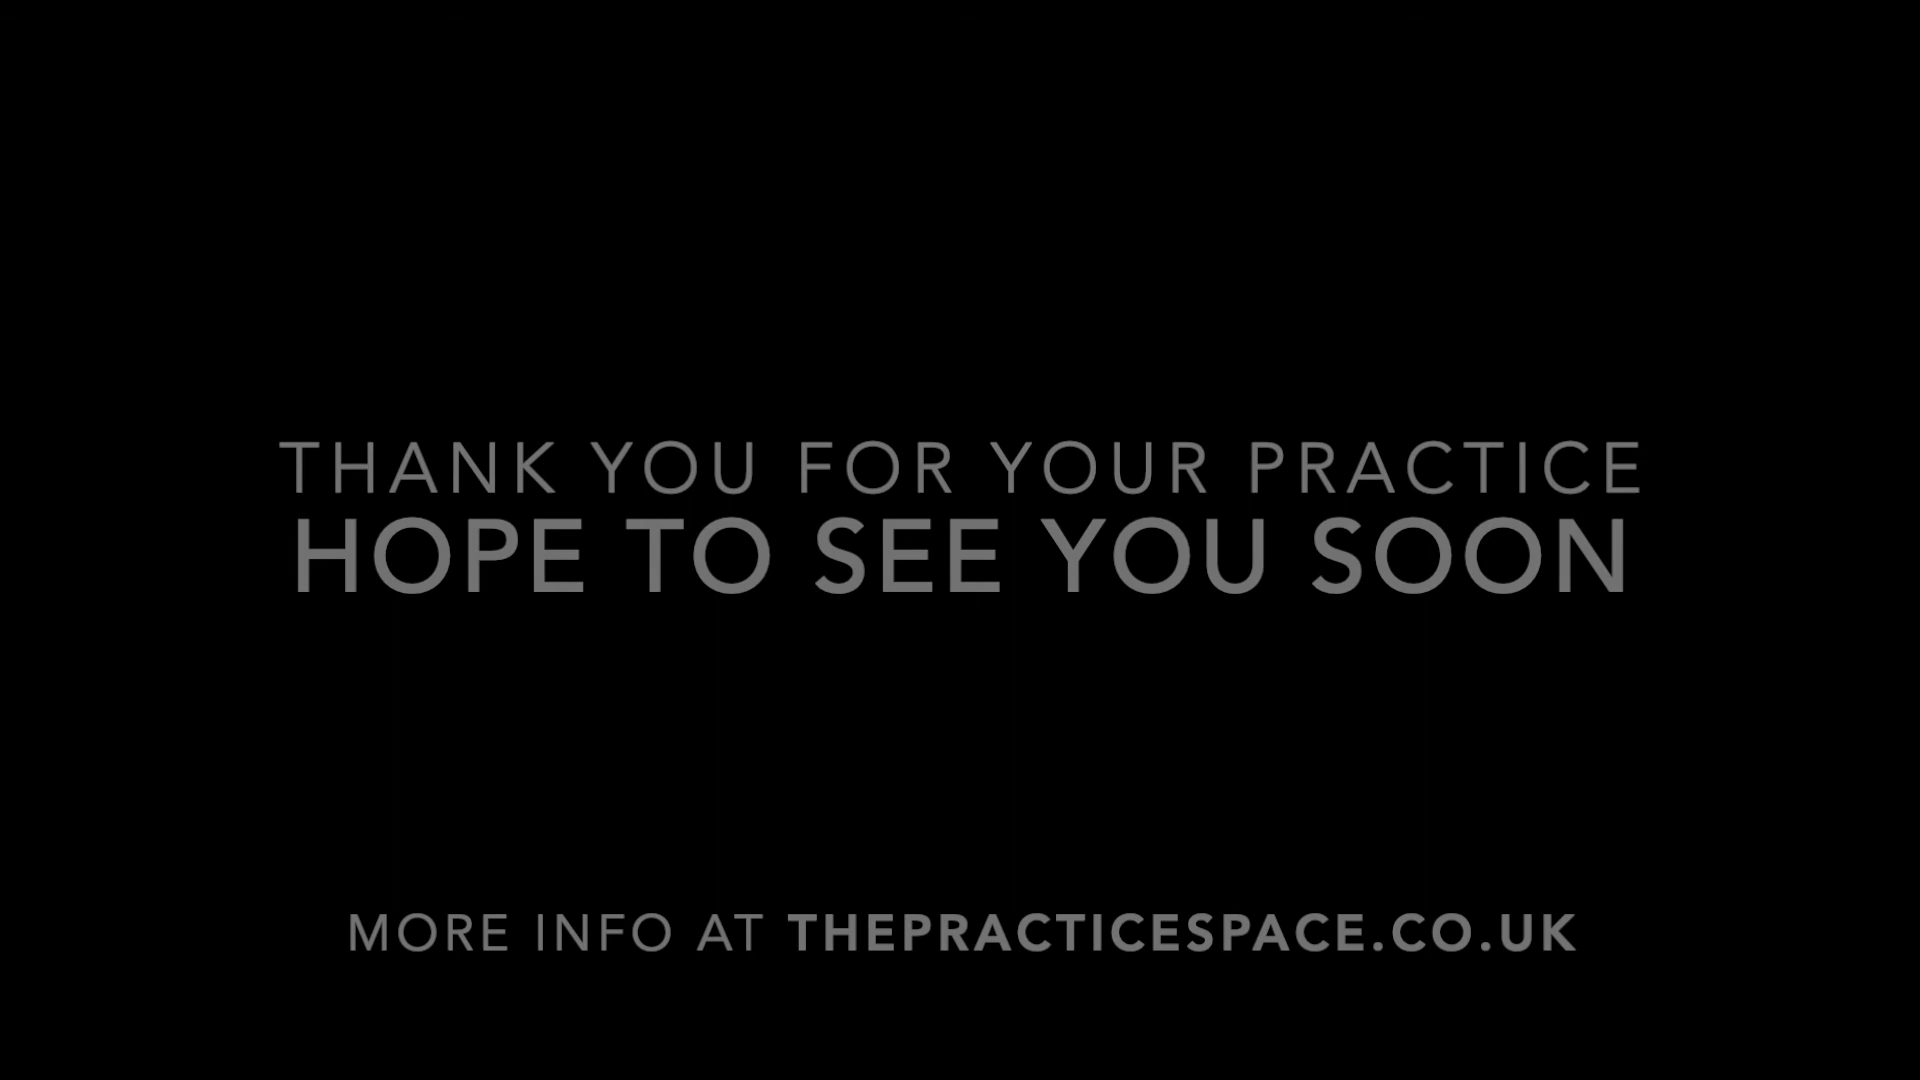 THANK YOU FOR YOUR PRACTICE
HOPE TO SEE YOU SOON
MORE INFO AT THEPRACTICESPACE.CO.UK